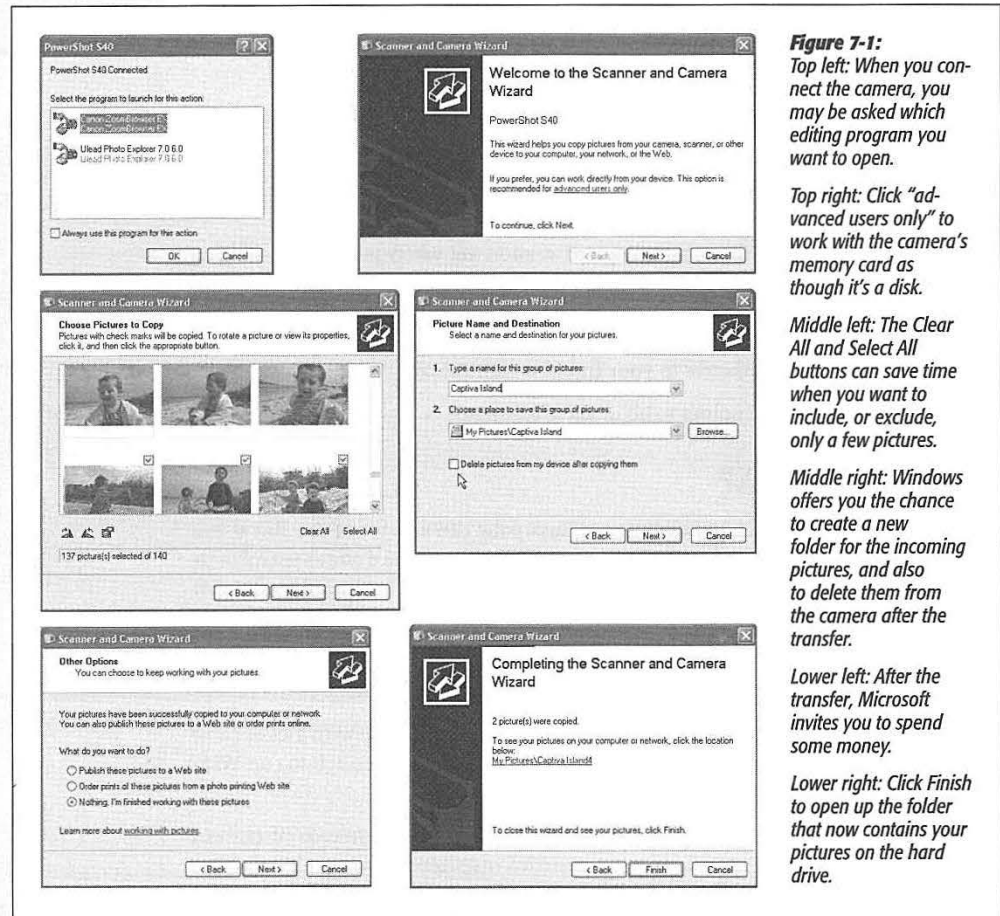 PowerShot S40
PowerShot S40 Connected
Select the program to launch for this action:
Canon ZoomBrowser EX
Canon ZoomBrowser EX
Ulead Photo Explorer 7.0 6.0
Ulead Photo Explorer 7.0 6.0
Always use this program for this action
OK Cancel
Scanner and Camera Wizard
Welcome to the Scanner and Camera
Wizard
PowerShot S40
This wizard helps you copy pictures from your camera, scanner, or other
device to your computer, your network, or the Web.
If you prefer, you can work directly from your device. This option is
recommended for advanced users only.
To continue, click Next.
< Back Next > Cancel
Scanner and Camera Wizard
Choose Pictures to Copy
Pictures with check marks will be copied. To rotate a picture or view its properties,
click it, and then click the appropriate button.
Clear All Select All
137 picture(s) selected of 140
< Back Next > Cancel
Scanner and Camera Wizard
Picture Name and Destination
Select a name and destination for your pictures.
1. Type a name for this group of pictures:
Captiva Island
2. Choose a place to save this group of pictures:
My Pictures\Captiva Island Browse...
Delete pictures from my device after copying them
< Back Next > Cancel
Scanner and Camera Wizard
Other Options
You can choose to keep working with your pictures.
Your pictures have been successfully copied to your computer or network.
You can also publish these pictures to a Web site or order prints online.
What do you want to do?
Publish these pictures to a Web site
Order prints of these pictures from a photo printing Web site
Nothing. I'm finished working with these pictures
Learn more about working with pictures.
< Back Next > Cancel
Scanner and Camera Wizard
Completing the Scanner and Camera
Wizard
2 picture(s) were copied.
To see your pictures on your computer or network, click the location
below:
My Pictures\Captiva Island4
To close this wizard and see your pictures, click Finish.
< Back Finish Cancel
Figure 7-1:
Top left: When you con-
nect the camera, you
may be asked which
editing program you
want to open.
Top right: Click "ad-
vanced users only" to
work with the camera's
memory card as
though it's a disk.
Middle left: The Clear
All and Select All
buttons can save time
when you want to
include, or exclude,
only a few pictures.
Middle right: Windows
offers you the chance
to create a new
folder for the incoming
pictures, and also
to delete them from
the camera after the
transfer.
Lower left: After the
transfer, Microsoft
invites you to spend
some money.
Lower right: Click Finish
to open up the folder
that now contains your
pictures on the hard
drive.